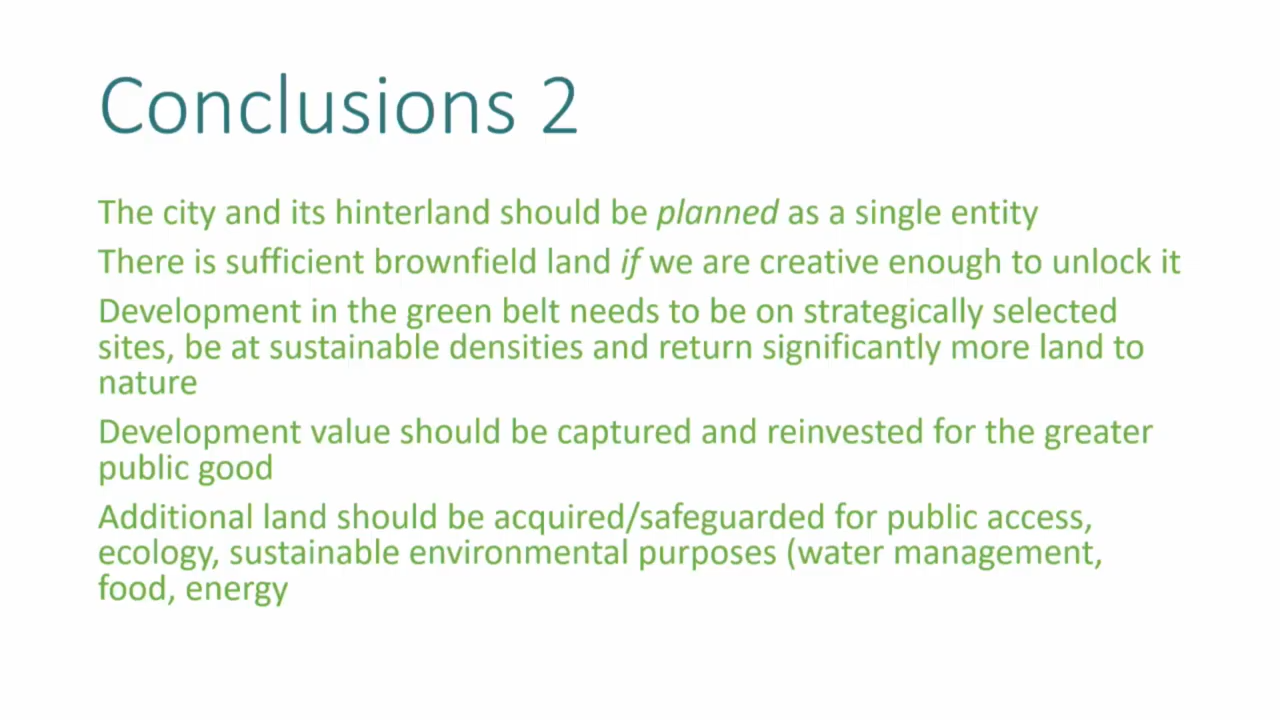 Conclusions 2
The city and its hinterland should be planned as a single entity
There is sufficient brownfield land if we are creative enough to unlock it
Development in the green belt needs to be on strategically selected
sites, be at sustainable densities and return significantly more land to
nature
Development value should be captured and reinvested for the greater
public good
Additional land should be acquired/safeguarded for public access,
ecology, sustainable environmental purposes (water management,
food, energy